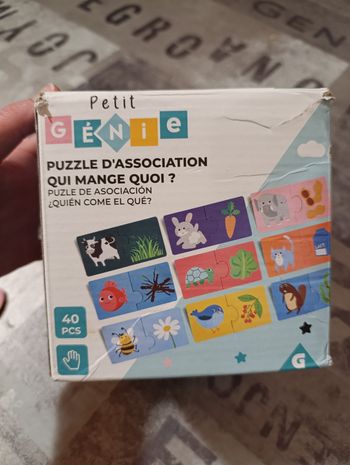 Petit
GÉNiE
PUZZLE D'ASSOCIATION
QUI MANGE QUOI ?
PUZLE DE ASOCIACIÓN
¿QUIÉN COME EL QUÉ?
40
PCS
G